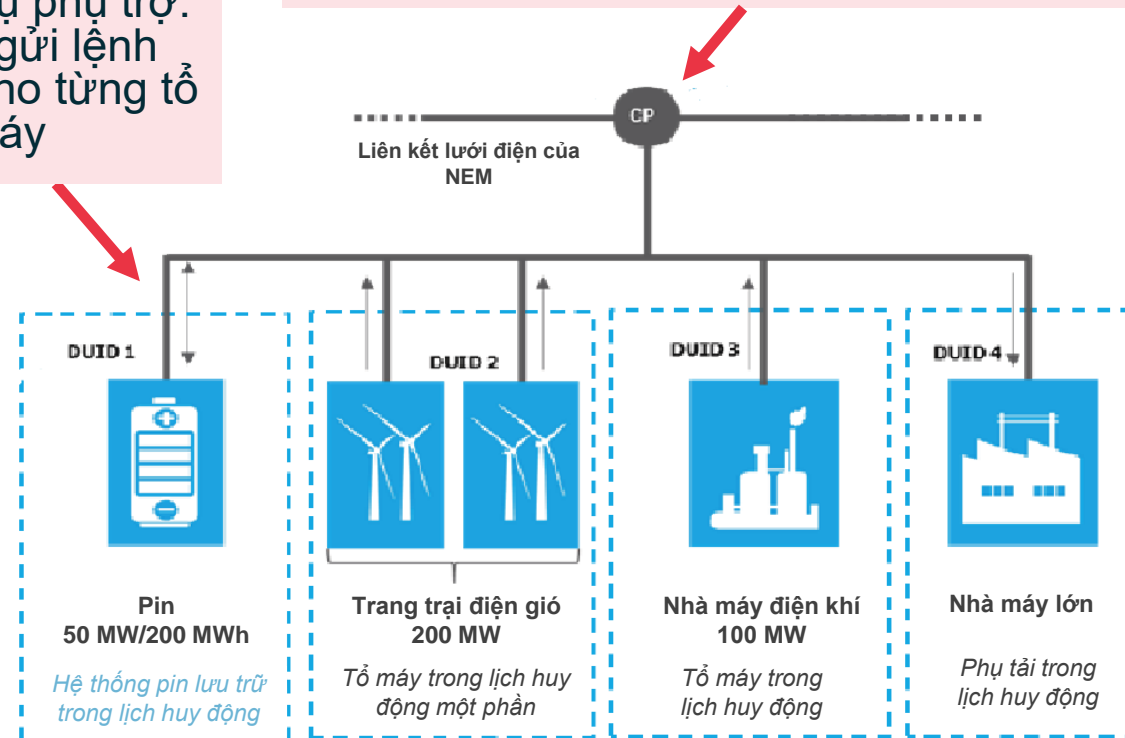 ụ phụ trợ.
gửi lệnh
ho từng tổ
áy
CP
Liên kết lưới điện của
NEM
DUID 1
DUID 2
DUID 3
DUID 4
Pin
50 MW/200 MWh
Hệ thống pin lưu trữ
trong lịch huy động
Trang trại điện gió
200 MW
Tổ máy trong lịch huy
động một phần
Nhà máy điện khí
100 MW
Tổ máy trong
lịch huy động
Nhà máy lớn
Phụ tải trong
lịch huy động